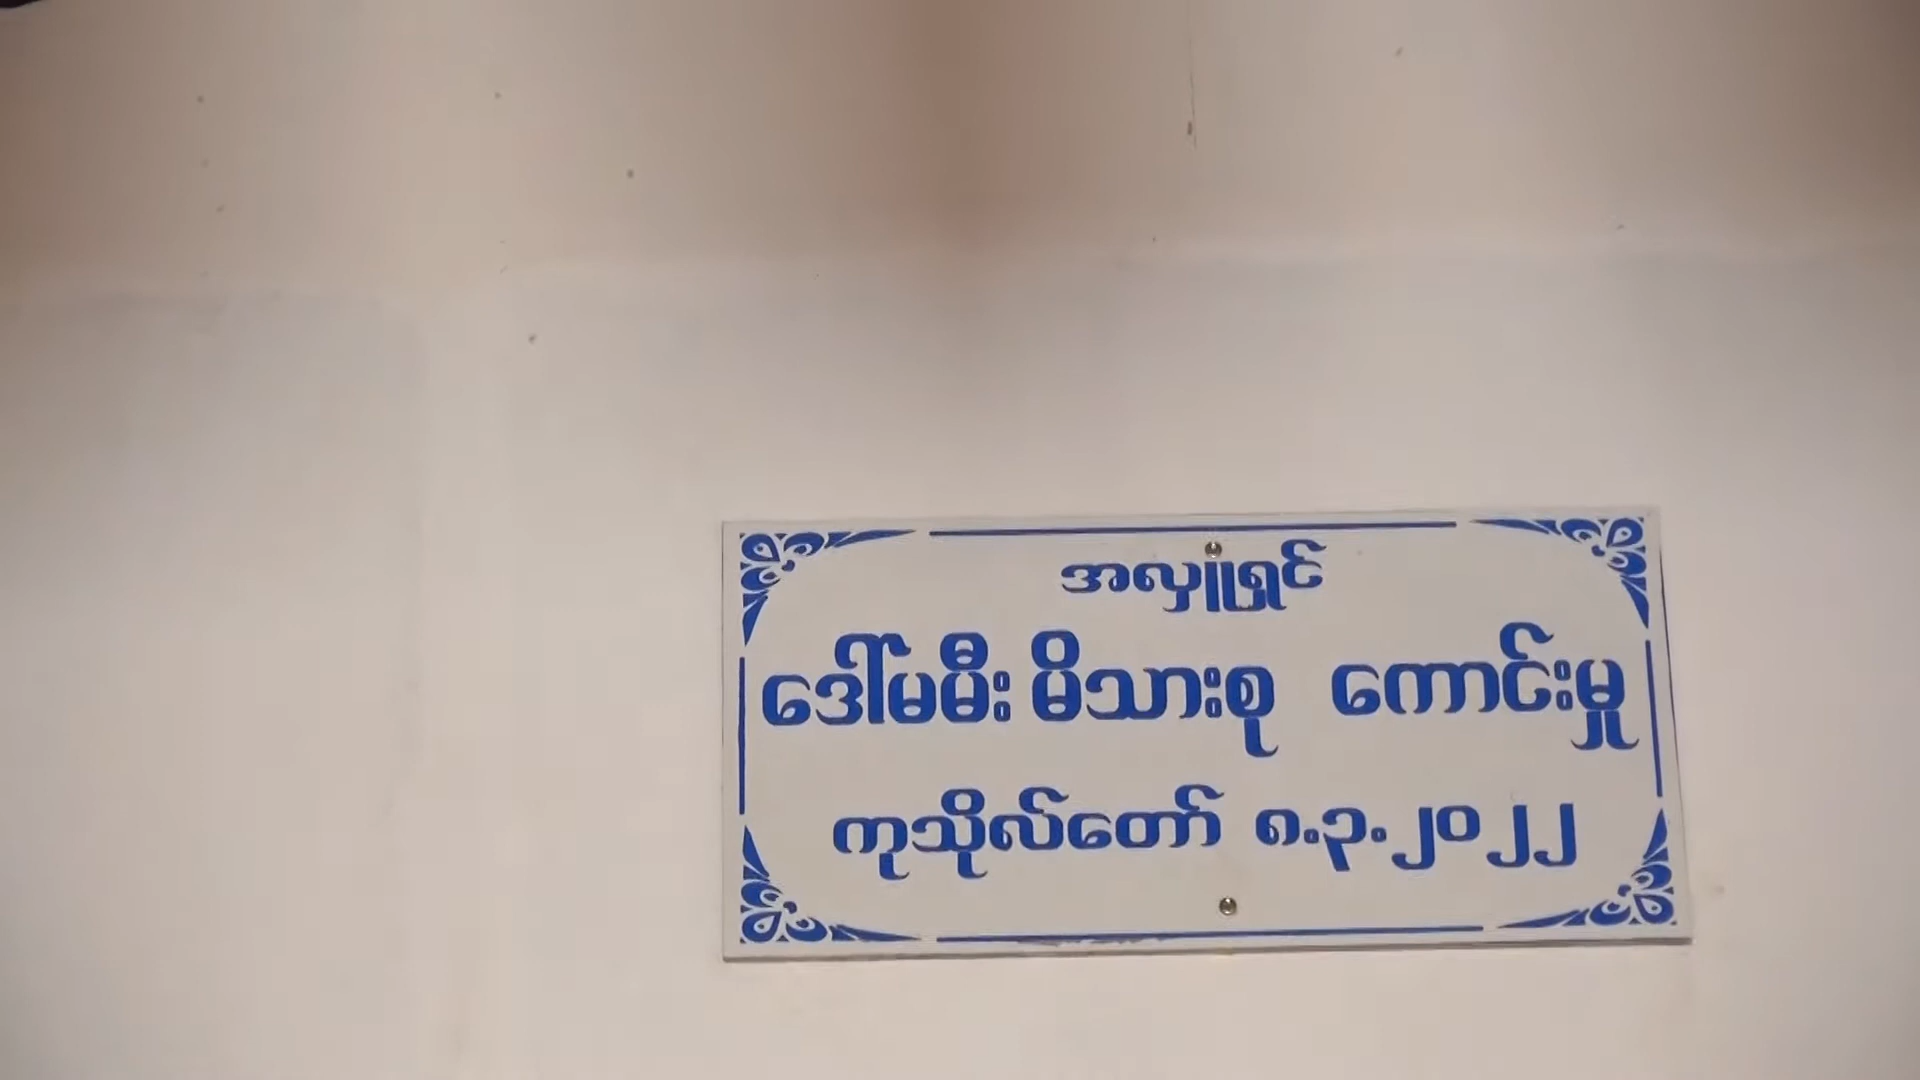 အလှူရှင်
ဒေါ်မမီး မိသားစု ကောင်းမှု
ကုသိုလ်တော် ၈.၃.၂၀၂၂